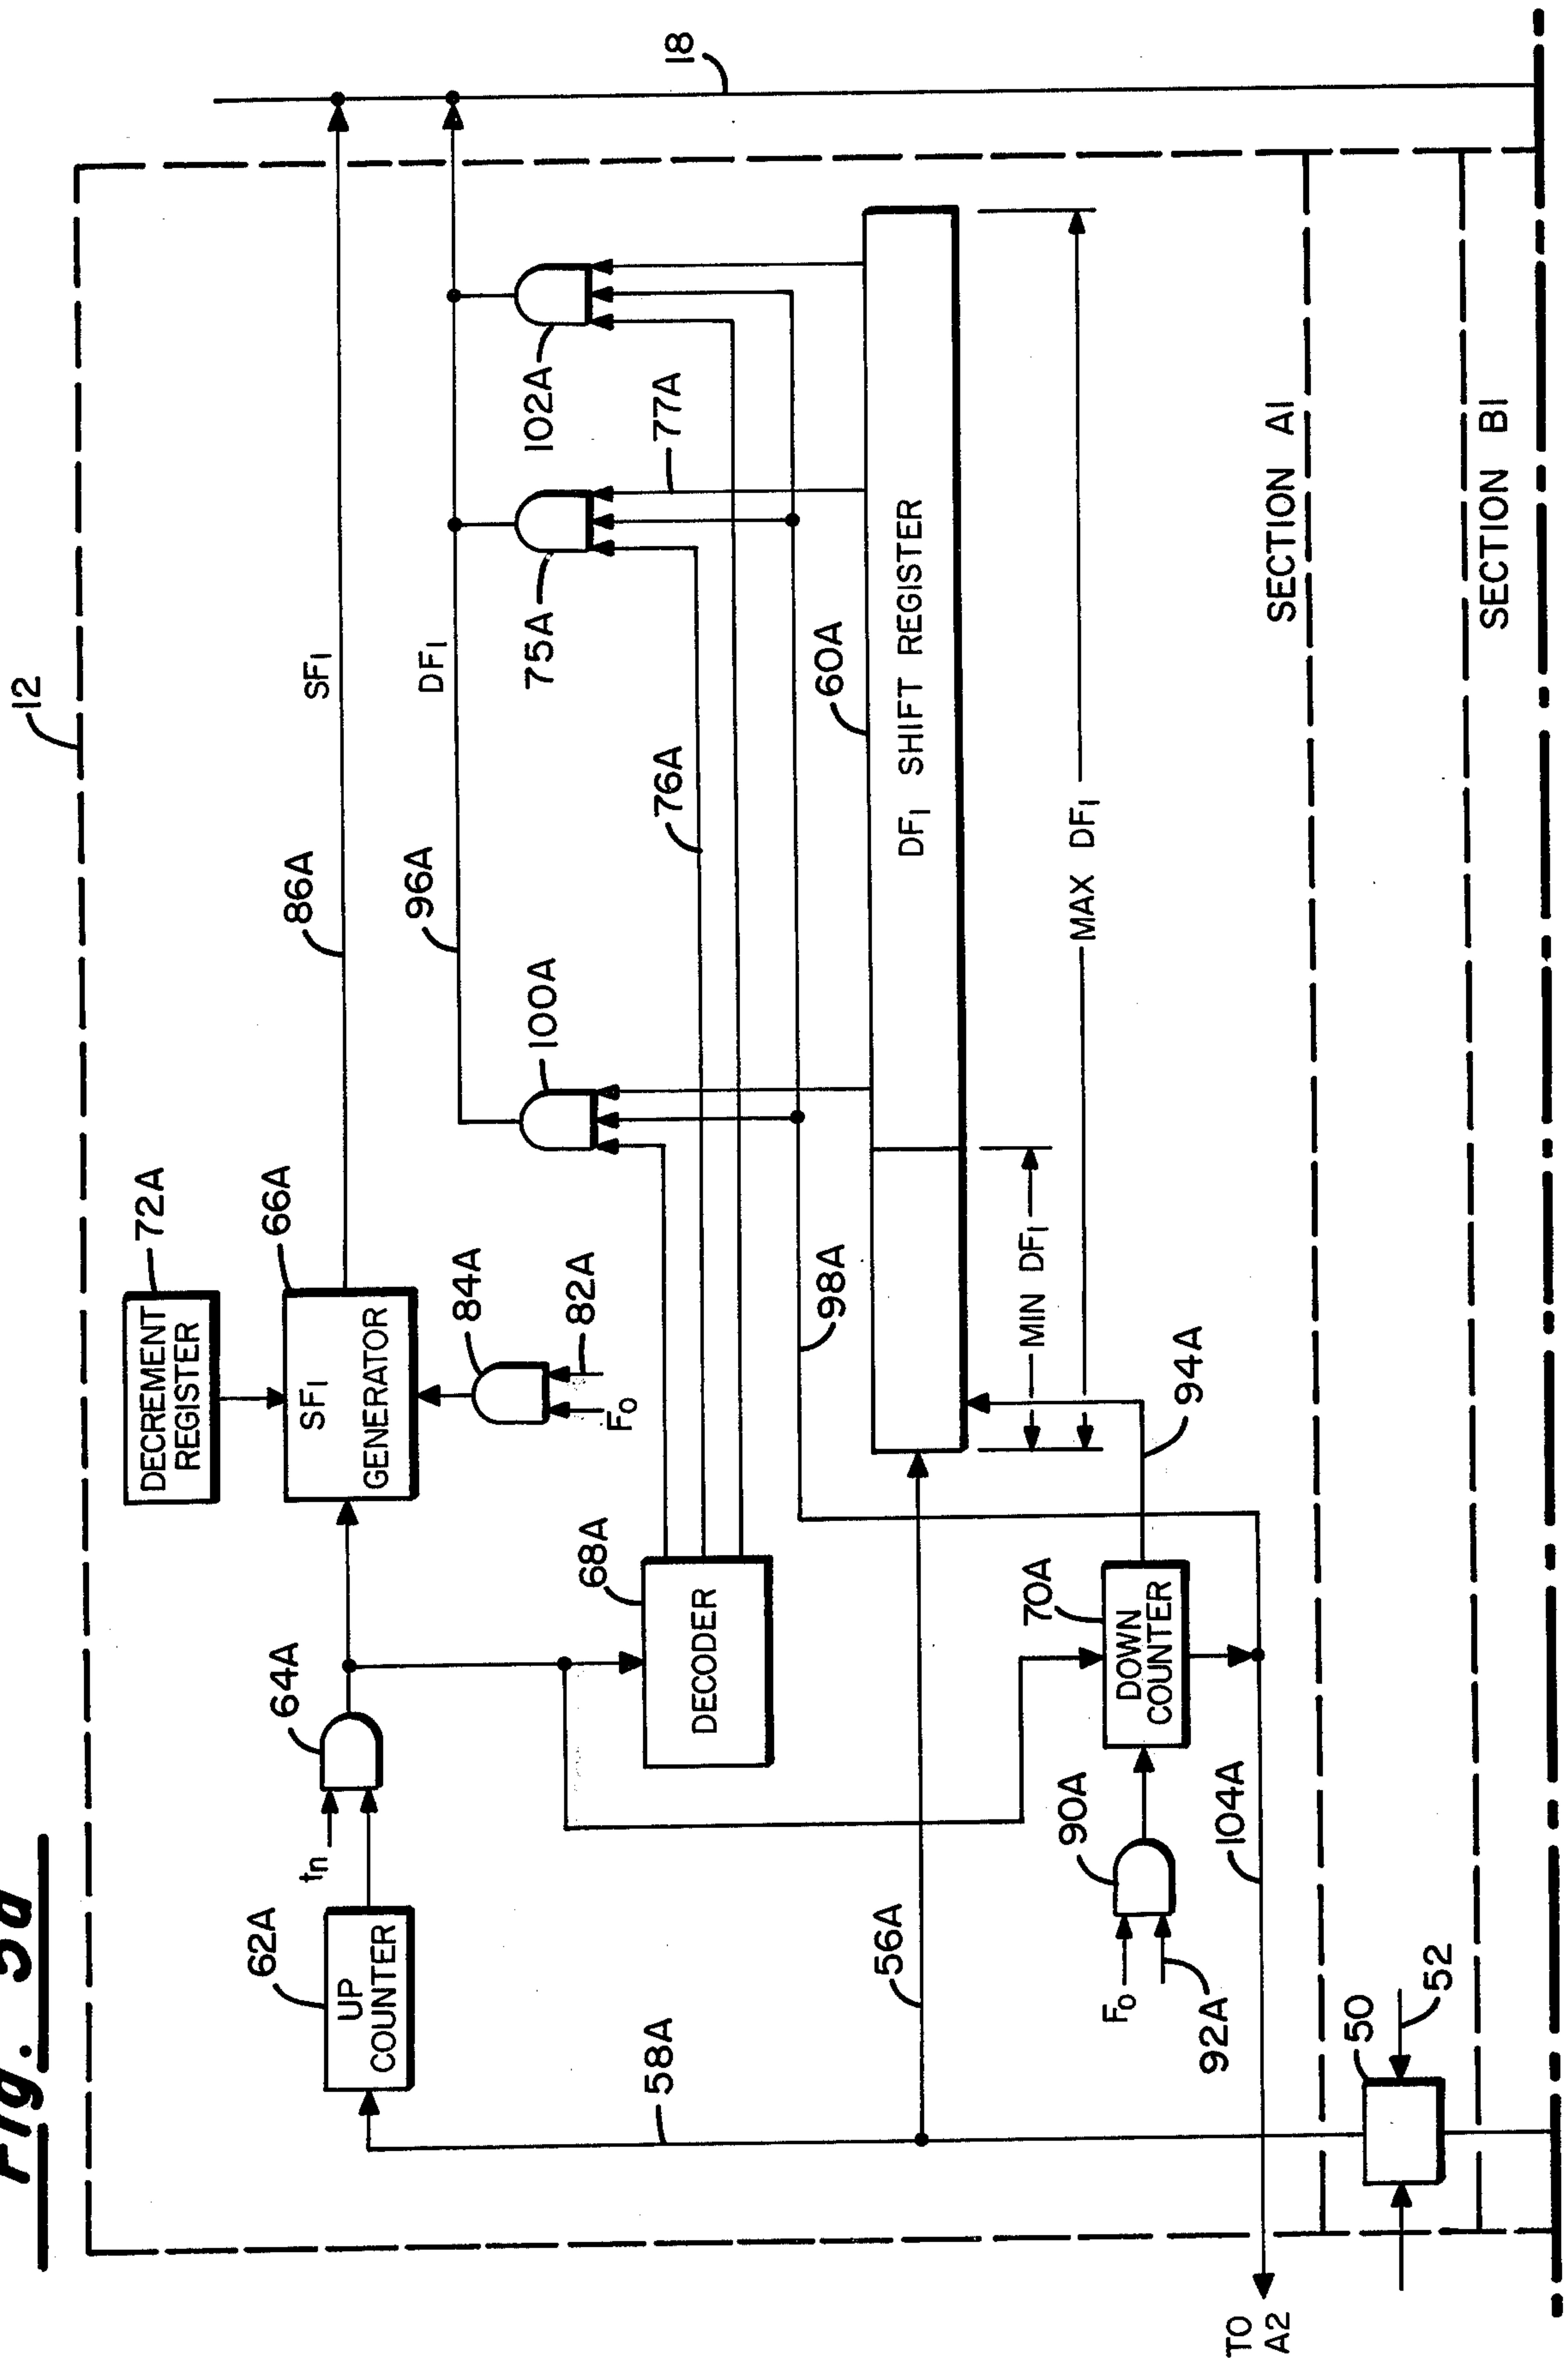 Fig. 5a
12
18
72A
DECREMENT
REGISTER
66A
SF1
GENERATOR
86A
SF1
84A
82A
F0
64A
tn
62A
UP
COUNTER
96A
DF1
100A
75A
102A
76A
77A
68A
DECODER
58A
56A
98A
60A
DF1 SHIFT REGISTER
MIN DF1
MAX DF1
94A
70A
DOWN
COUNTER
90A
F0
92A
104A
TO
A2
SECTION A1
50
52
SECTION B1